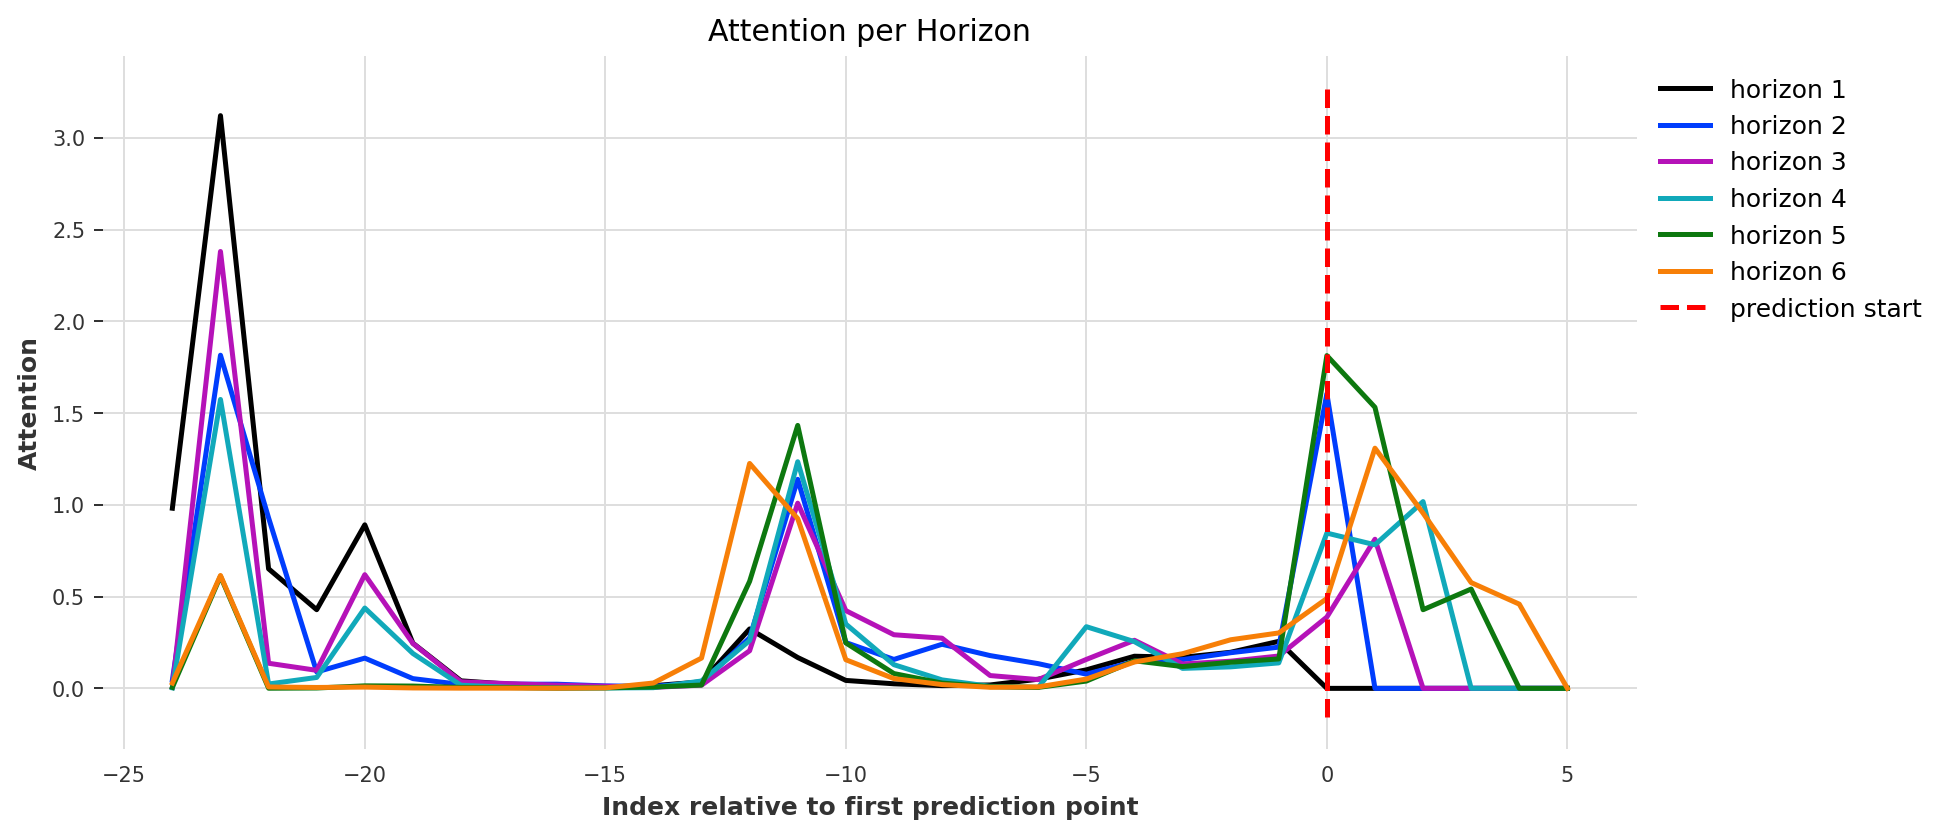 Attention per Horizon
horizon 1
horizon 2
horizon 3
horizon 4
horizon 5
horizon 6
prediction start
Attention
3.0
2.5
2.0
1.5
1.0
0.5
0.0
−25
−20
−15
−10
−5
0
5
Index relative to first prediction point